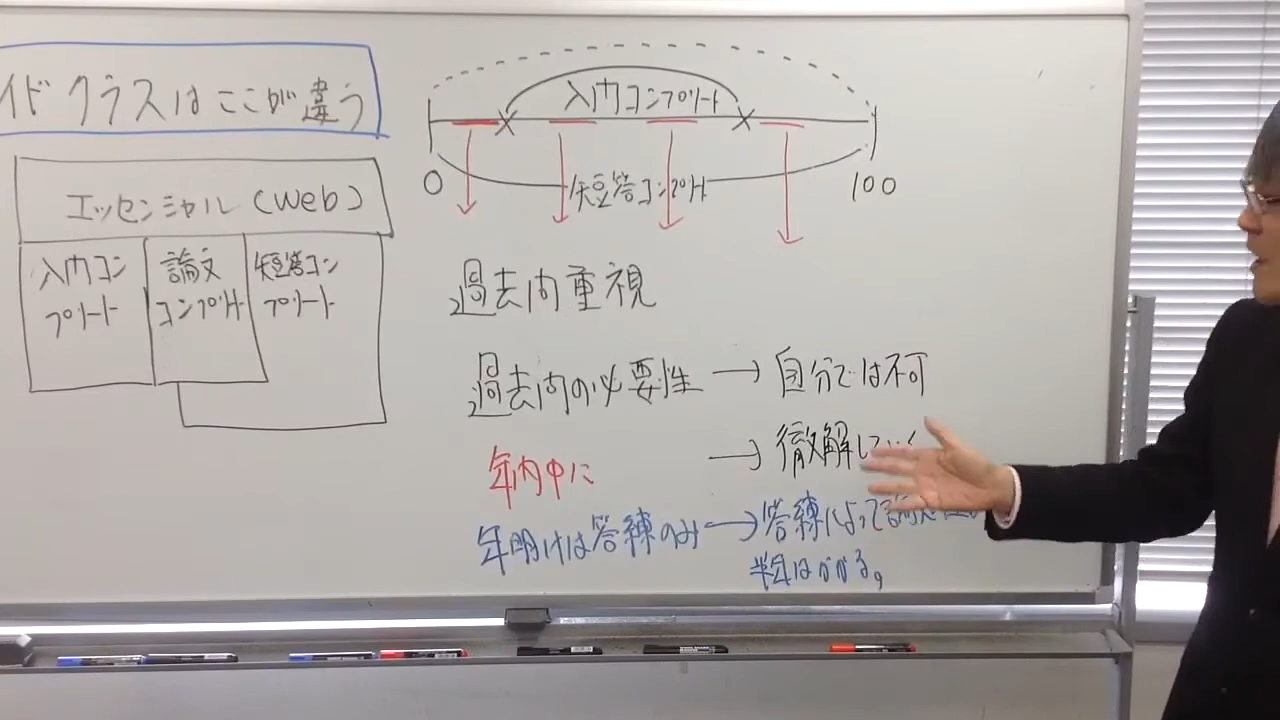 イドクラスはここが違う
エッセンシャル(Web)
入門コン
プリート
論文
コンプリート
短答コン
プリート
入門コンプリート
0
短答コンプリート
100
過去問重視
過去問の必要性 → 自分では不可
→ 徹解して
年内中に
年明けは答練のみ → 答練によって論文
半年はかかる。